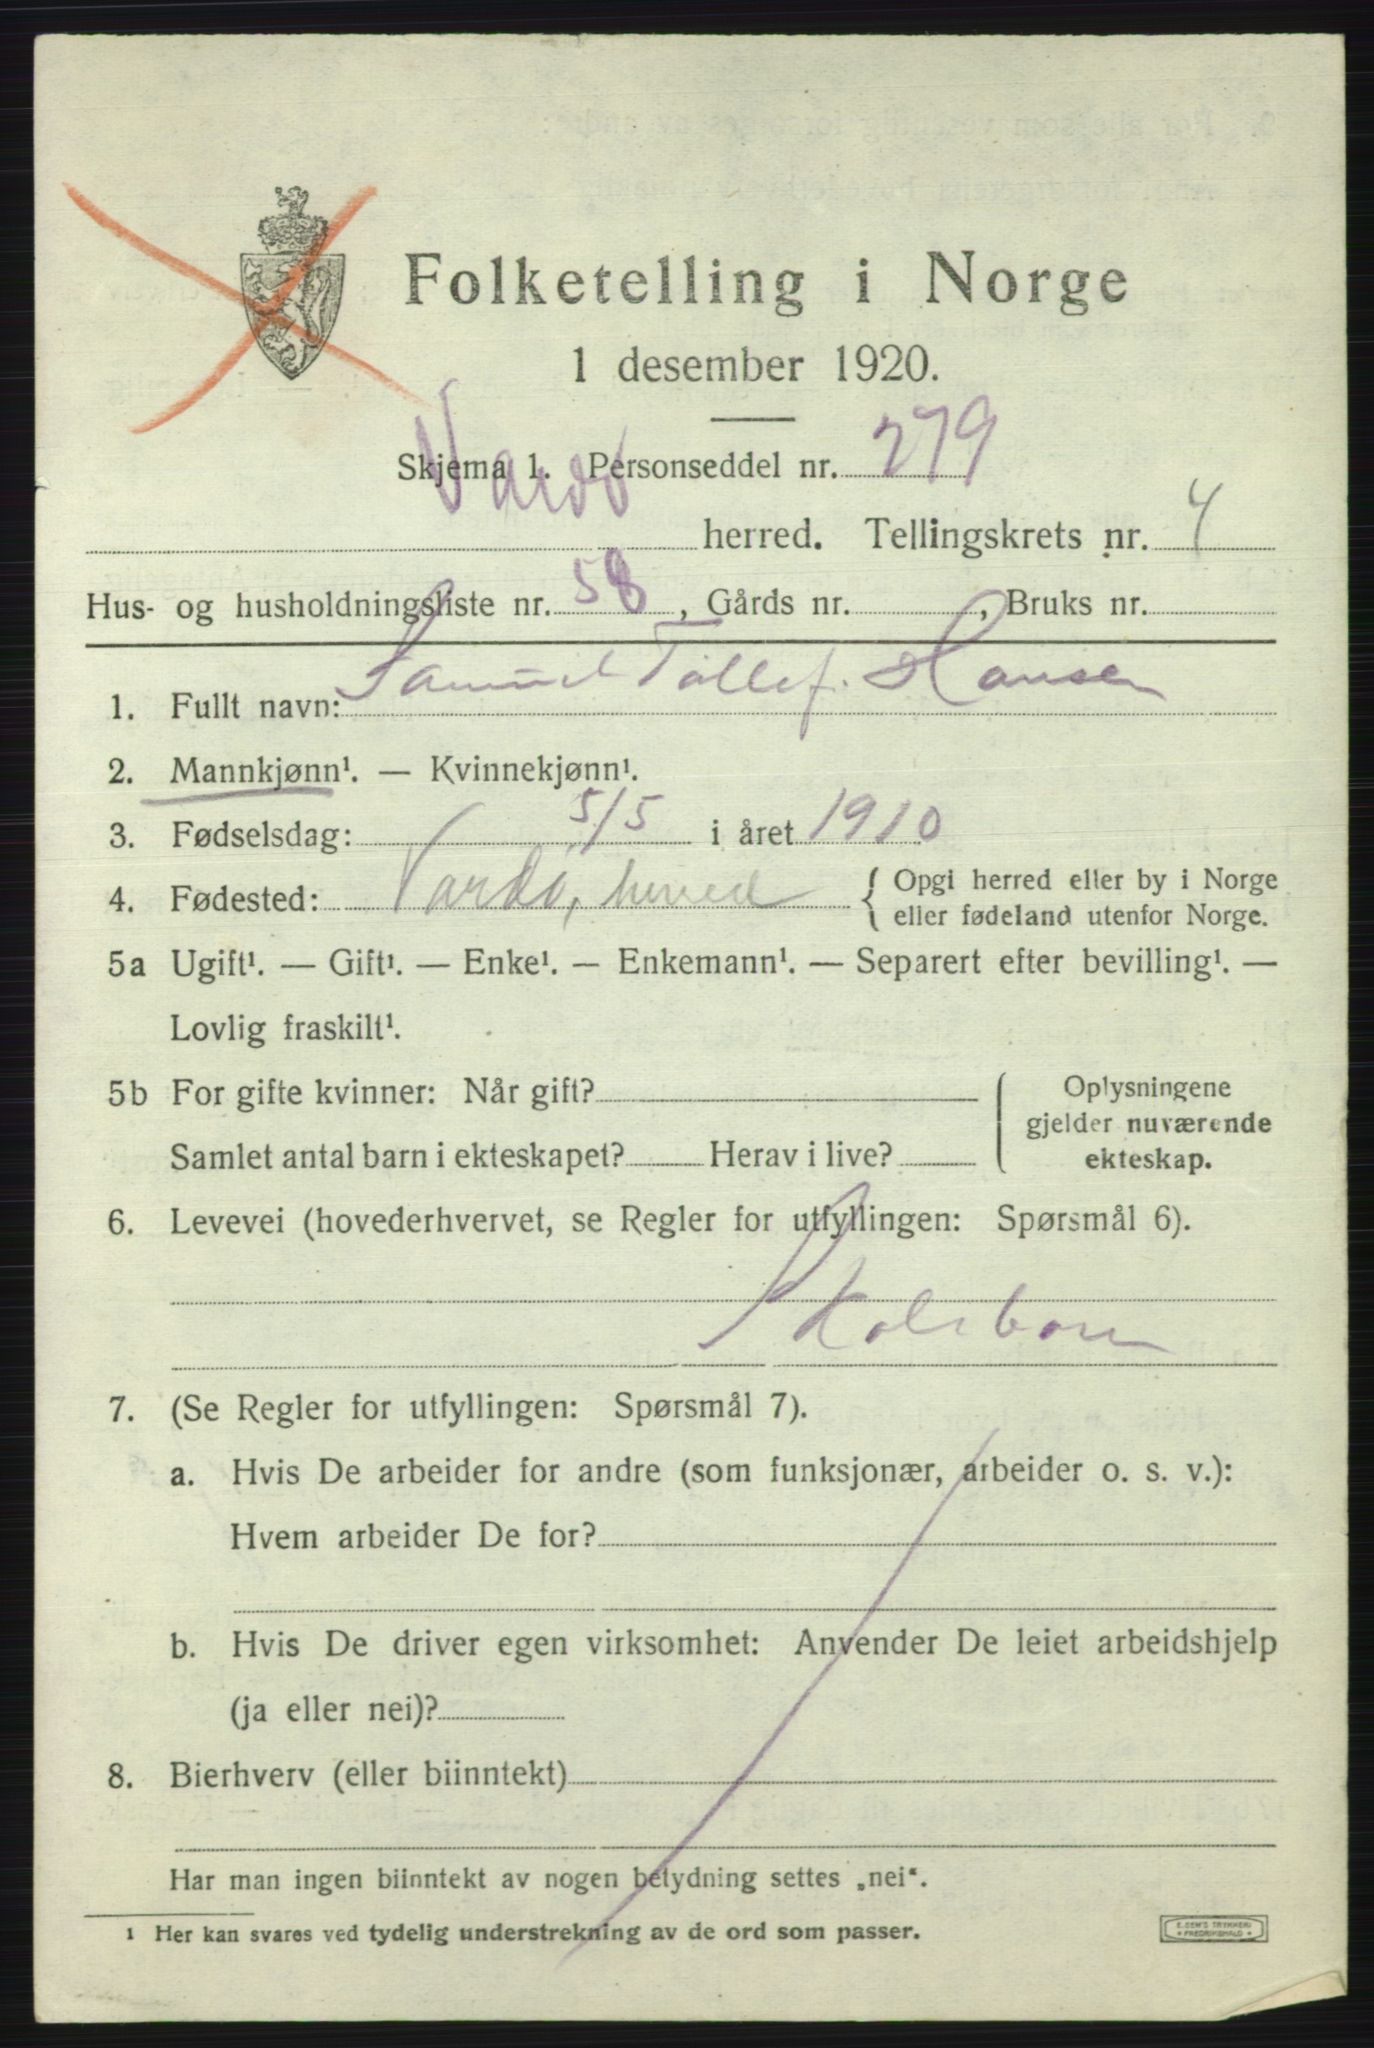 Folketelling i Norge
1 desember 1920.
Skjema 1. Personseddel nr. 279
Vardø herred. Tellingskrets nr. 4
Hus- og husholdningsliste nr. 58, Gårds nr. , Bruks nr.
1. Fullt navn: Samuel Tollef. Hansen
2. Mannkjønn¹. — Kvinnekjønn¹.
3. Fødselsdag: 5/5 i året 1910
4. Fødested: Vardø, herred { Opgi herred eller by i Norge
eller fødeland utenfor Norge.
5a Ugift¹. — Gift¹. — Enke¹. — Enkemann¹. — Separert efter bevilling¹. —
Lovlig fraskilt¹.
5b For gifte kvinner: Når gift?
Samlet antal barn i ekteskapet? Herav i live?
Oplysningene
gjelder nuværende
ekteskap.
6. Levevei (hovederhvervet, se Regler for utfyllingen: Spørsmål 6).
Skolebarn
7. (Se Regler for utfyllingen: Spørsmål 7).
a. Hvis De arbeider for andre (som funksjonær, arbeider o. s. v.):
Hvem arbeider De for?
b. Hvis De driver egen virksomhet: Anvender De leiet arbeidshjelp
(ja eller nei)?
8. Bierhverv (eller biinntekt)
Har man ingen biinntekt av nogen betydning settes „nei“.
¹ Her kan svares ved tydelig understrekning av de ord som passer.
E. SEM'S TRYKKERI
FREDRIKSHALD